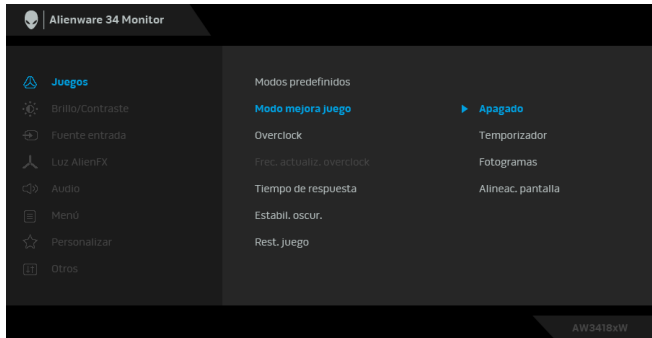 Alienware 34 Monitor
Juegos
Modos predefinidos
Brillo/Contraste
Modo mejora juego
Apagado
Fuente entrada
Overclock
Temporizador
Luz AlienFX
Frec. actualiz. overclock
Fotogramas
Audio
Tiempo de respuesta
Alineac. pantalla
Menú
Estabil. oscur.
Personalizar
Rest. juego
Otros
AW3418xW